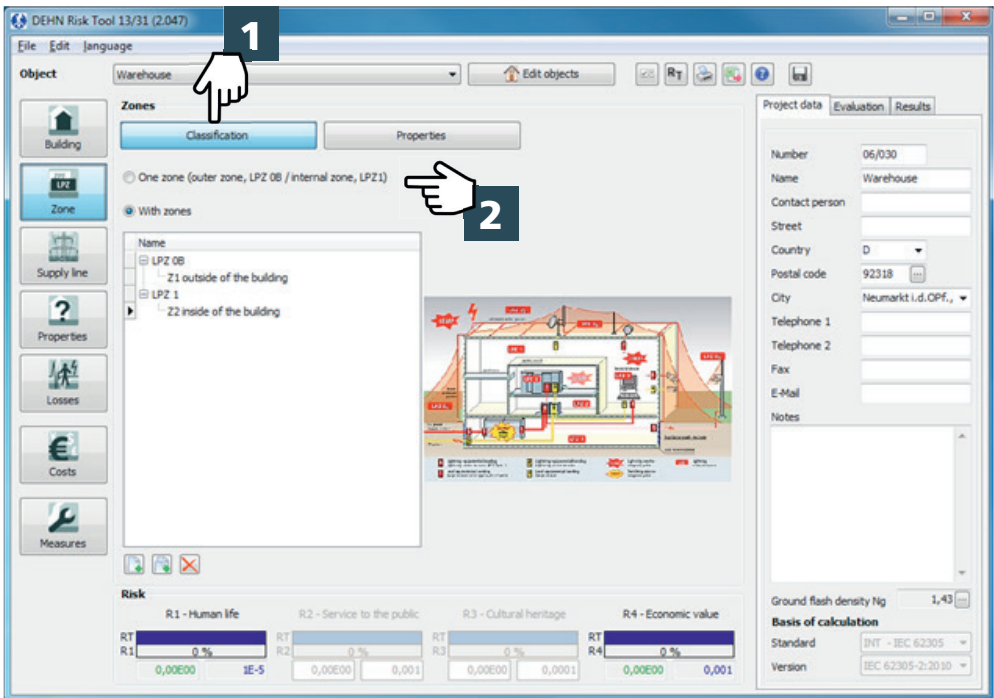 DEHN Risk Tool 13/31 (2.047)
File Edit language
1
Object Warehouse Edit objects RT
Zones
Classification Properties
One zone (outer zone, LPZ 0B / internal zone, LPZ1)
2
With zones
Name
LPZ 0B
Z1 outside of the building
LPZ 1
Z2 inside of the building
Building
LPZ
Zone
Supply line
?
Properties
Losses
€
Costs
Measures
Risk
R1 - Human life R2 - Service to the public R3 - Cultural heritage R4 - Economic value
RT RT RT RT
R1 0 % R2 0 % R3 0 % R4 0 %
0,00E00 1E-5 0,00E00 0,001 0,00E00 0,0001 0,00E00 0,001
Project data Evaluation Results
Number 06/030
Name Warehouse
Contact person
Street
Country D
Postal code 92318 ...
City Neumarkt i.d.OPf.,
Telephone 1
Telephone 2
Fax
E-Mail
Notes
Ground flash density Ng 1,43 ...
Basis of calculation
Standard INT - IEC 62305
Version IEC 62305-2:2010